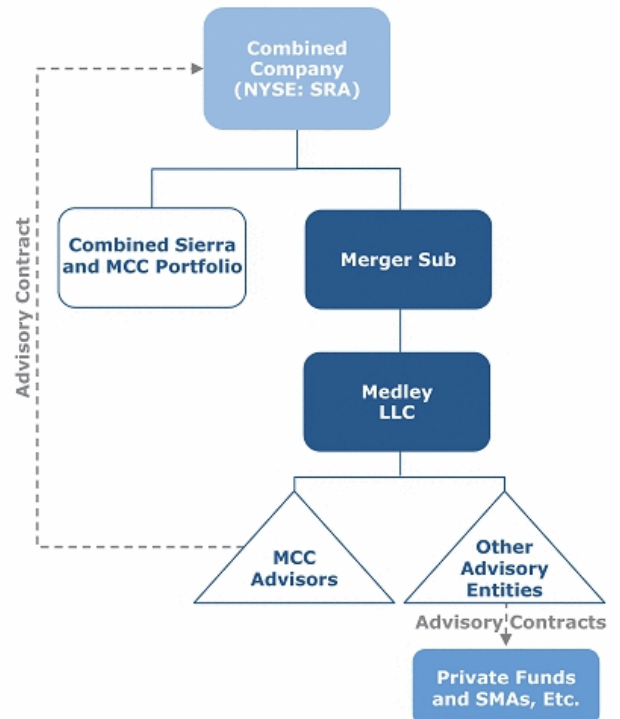 Combined
Company
(NYSE: SRA)
Advisory Contract
Combined Sierra
and MCC Portfolio
Merger Sub
Medley
LLC
MCC
Advisors
Other
Advisory
Entities
Advisory Contracts
Private Funds
and SMAs, Etc.